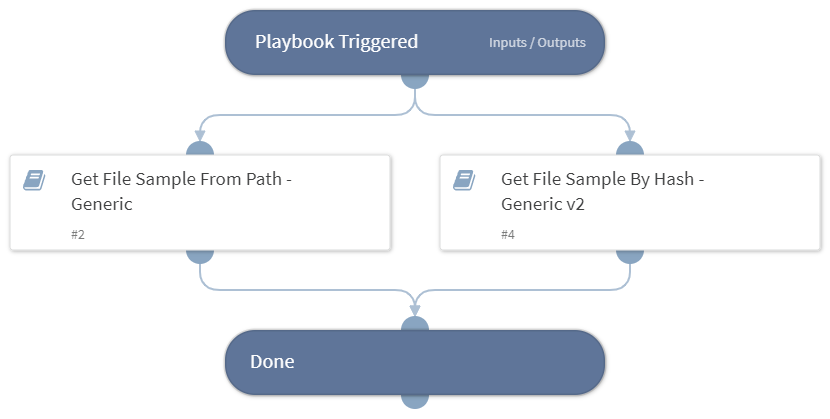 Playbook Triggered
Inputs / Outputs
Get File Sample From Path -
Generic
#2
Get File Sample By Hash -
Generic v2
#4
Done